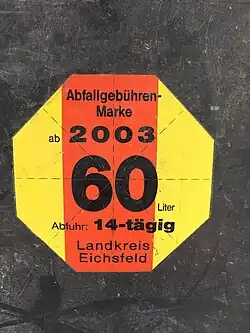 Abfallgebühren-
Marke
ab 2003
60 Liter
Abfuhr: 14-tägig
Landkreis
Eichsfeld